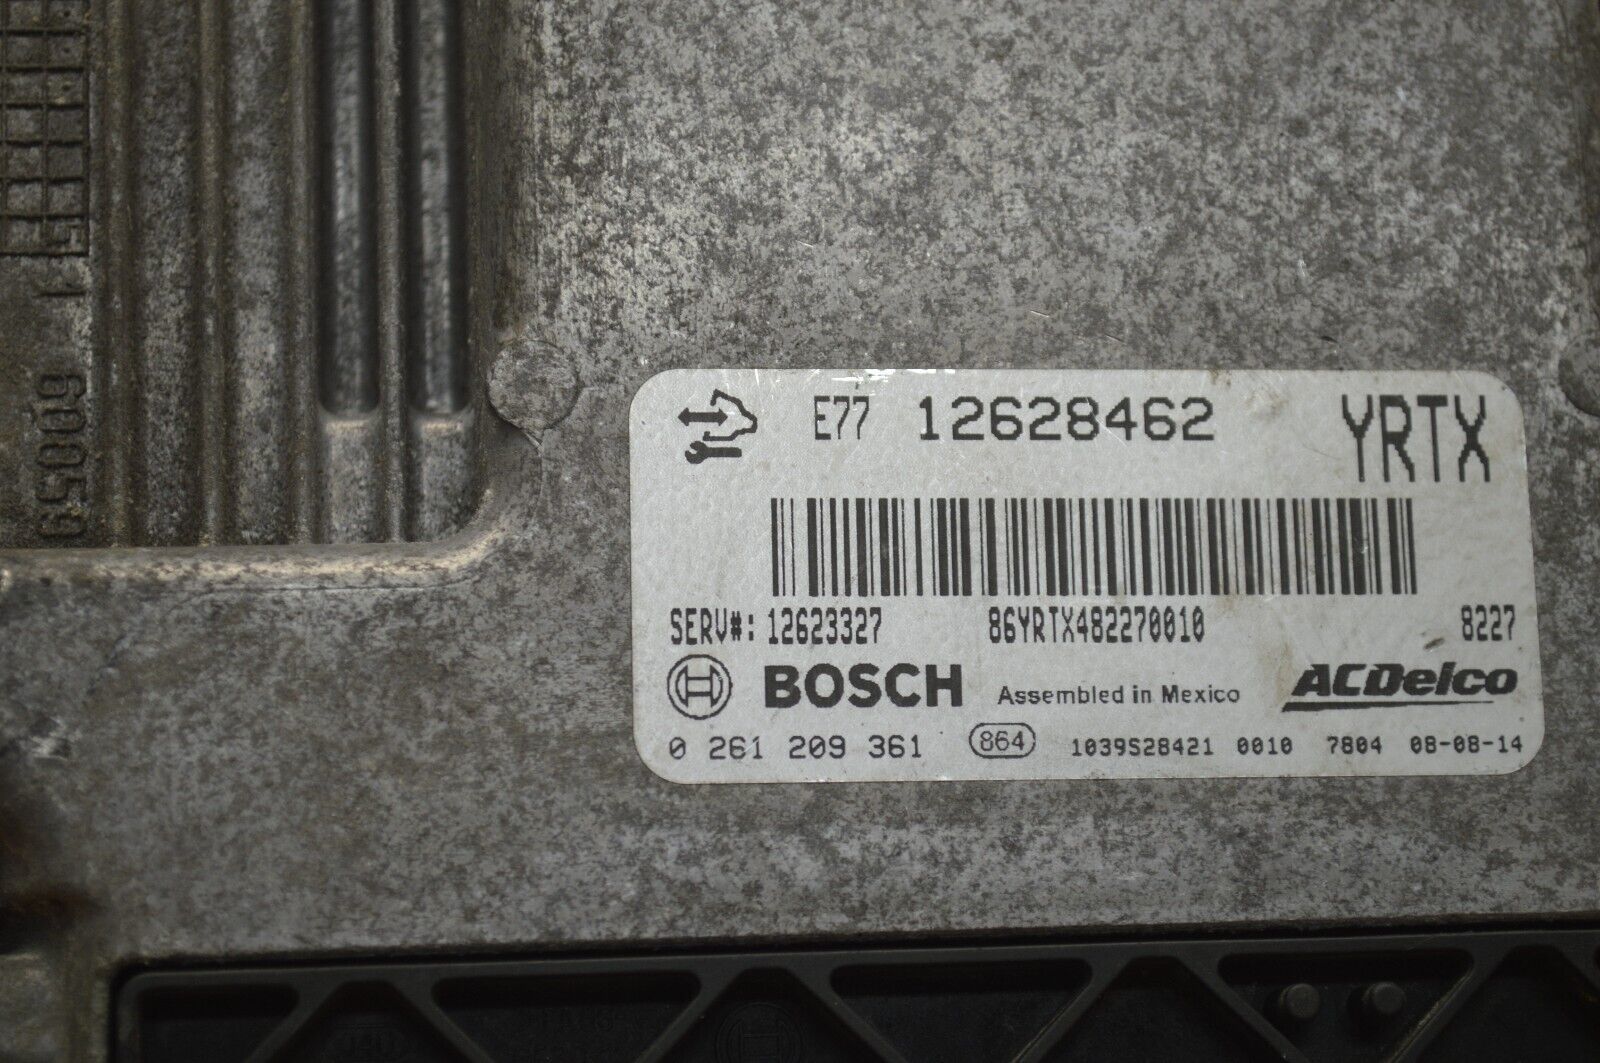 E77 12628462 YRTX
SERV#: 12623327 86YRTX482270010 8227
BOSCH Assembled in Mexico ACDelco
0 261 209 361 864 1039S28421 0010 7804 08-08-14